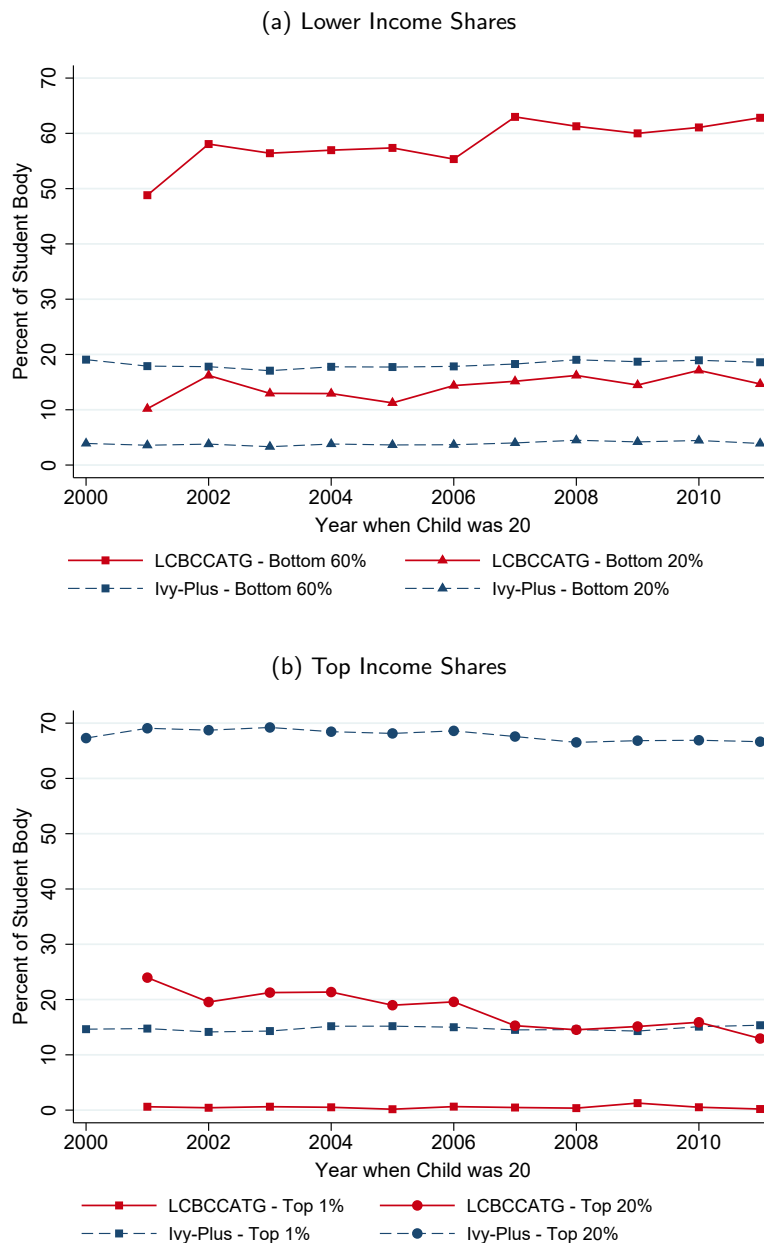 (a) Lower Income Shares
70
60
50
40
30
20
10
0
Percent of Student Body
2000 2002 2004 2006 2008 2010
Year when Child was 20
LCBCCATG - Bottom 60% LCBCCATG - Bottom 20%
Ivy-Plus - Bottom 60% Ivy-Plus - Bottom 20%
(b) Top Income Shares
70
60
50
40
30
20
10
0
Percent of Student Body
2000 2002 2004 2006 2008 2010
Year when Child was 20
LCBCCATG - Top 1% LCBCCATG - Top 20%
Ivy-Plus - Top 1% Ivy-Plus - Top 20%